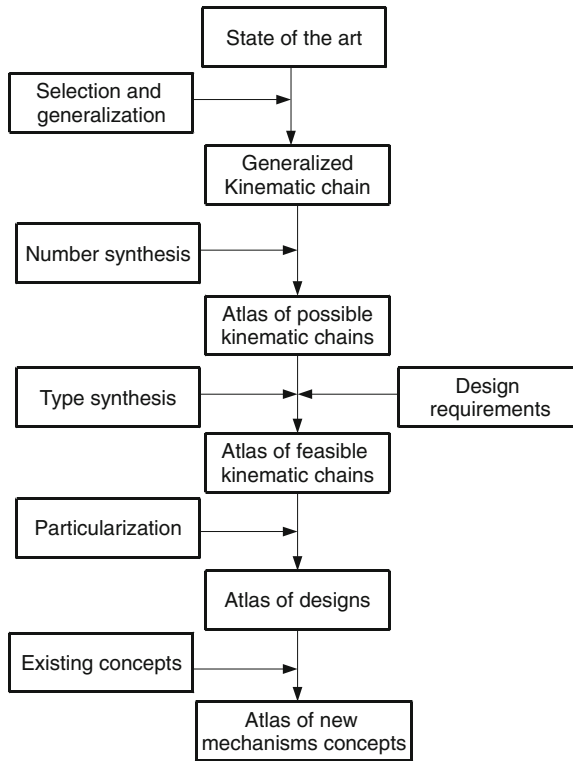 State of the art
Selection and
generalization
Generalized
Kinematic chain
Number synthesis
Atlas of possible
kinematic chains
Type synthesis
Design
requirements
Atlas of feasible
kinematic chains
Particularization
Atlas of designs
Existing concepts
Atlas of new
mechanisms concepts